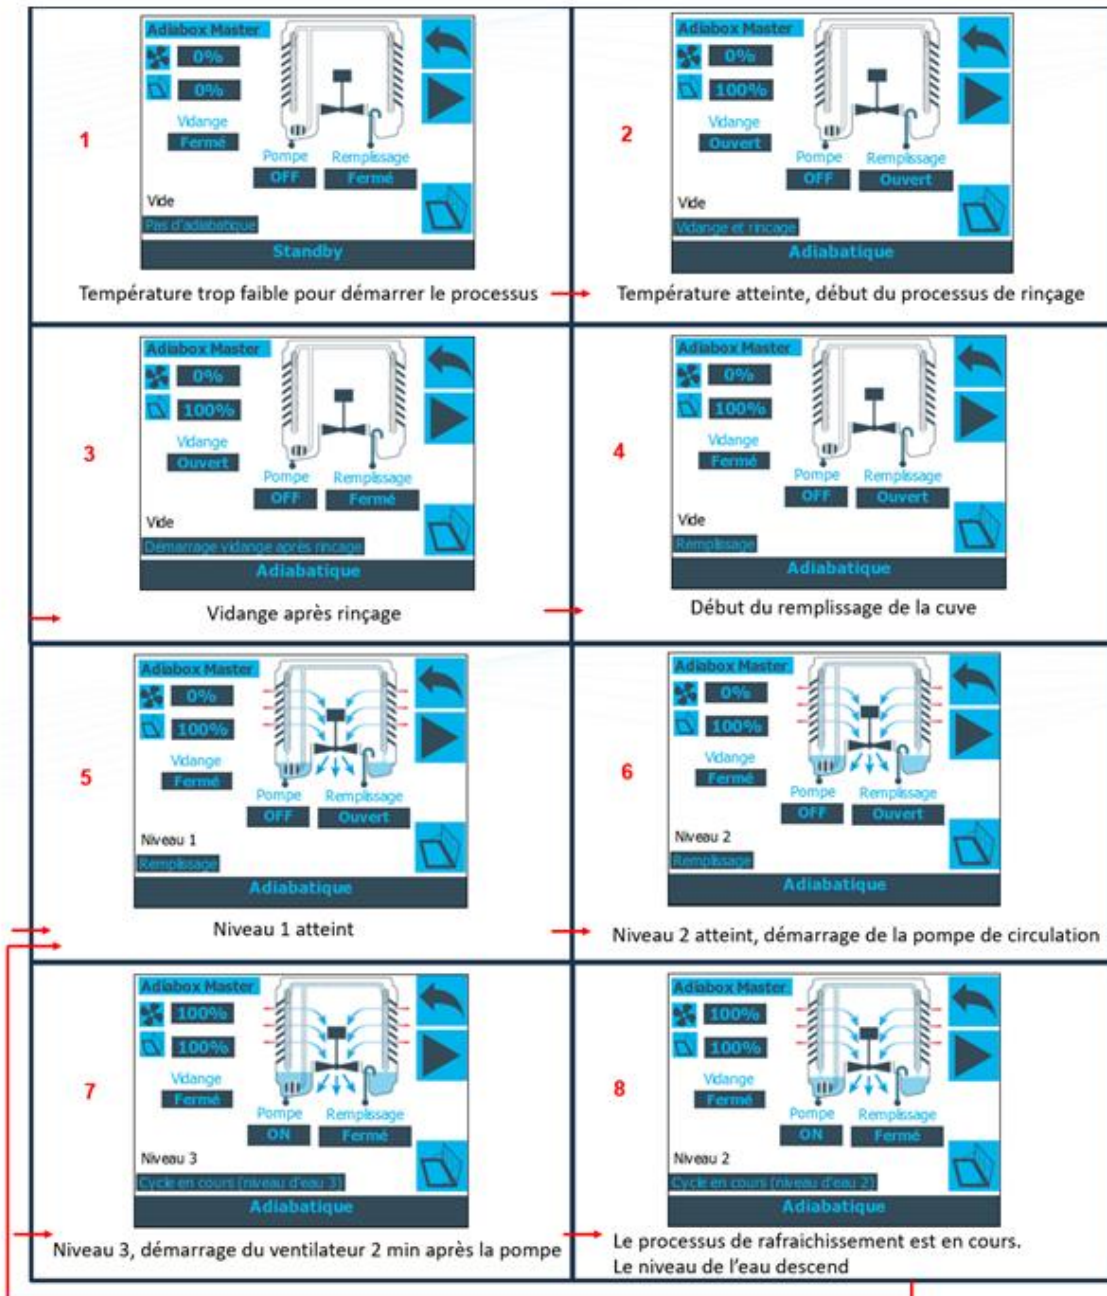 Adiabox Master
0%
0%
Vidange
Fermé
Pompe Remplissage
OFF Fermé
Vide
Pas d'adiabatique
Standby
1
Température trop faible pour démarrer le processus
Adiabox Master
0%
100%
Vidange
Ouvert
Pompe Remplissage
OFF Ouvert
Vide
Vidange et rincage
Adiabatique
2
Température atteinte, début du processus de rinçage
Adiabox Master
0%
100%
Vidange
Ouvert
Pompe Remplissage
OFF Fermé
Vide
Démarrage vidange après rincage
Adiabatique
3
Vidange après rinçage
Adiabox Master
0%
100%
Vidange
Fermé
Pompe Remplissage
OFF Ouvert
Vide
Remplissage
Adiabatique
4
Début du remplissage de la cuve
Adiabox Master
0%
100%
Vidange
Fermé
Pompe Remplissage
OFF Ouvert
Niveau 1
Remplissage
Adiabatique
5
Niveau 1 atteint
Adiabox Master
0%
100%
Vidange
Fermé
Pompe Remplissage
OFF Ouvert
Niveau 2
Remplissage
Adiabatique
6
Niveau 2 atteint, démarrage de la pompe de circulation
Adiabox Master
100%
100%
Vidange
Fermé
Pompe Remplissage
ON Fermé
Niveau 3
Cycle en cours (niveau d'eau 3)
Adiabatique
7
Niveau 3, démarrage du ventilateur 2 min après la pompe
Adiabox Master
100%
100%
Vidange
Fermé
Pompe Remplissage
ON Fermé
Niveau 2
Cycle en cours (niveau d'eau 2)
Adiabatique
8
Le processus de rafraichissement est en cours.
Le niveau de l'eau descend